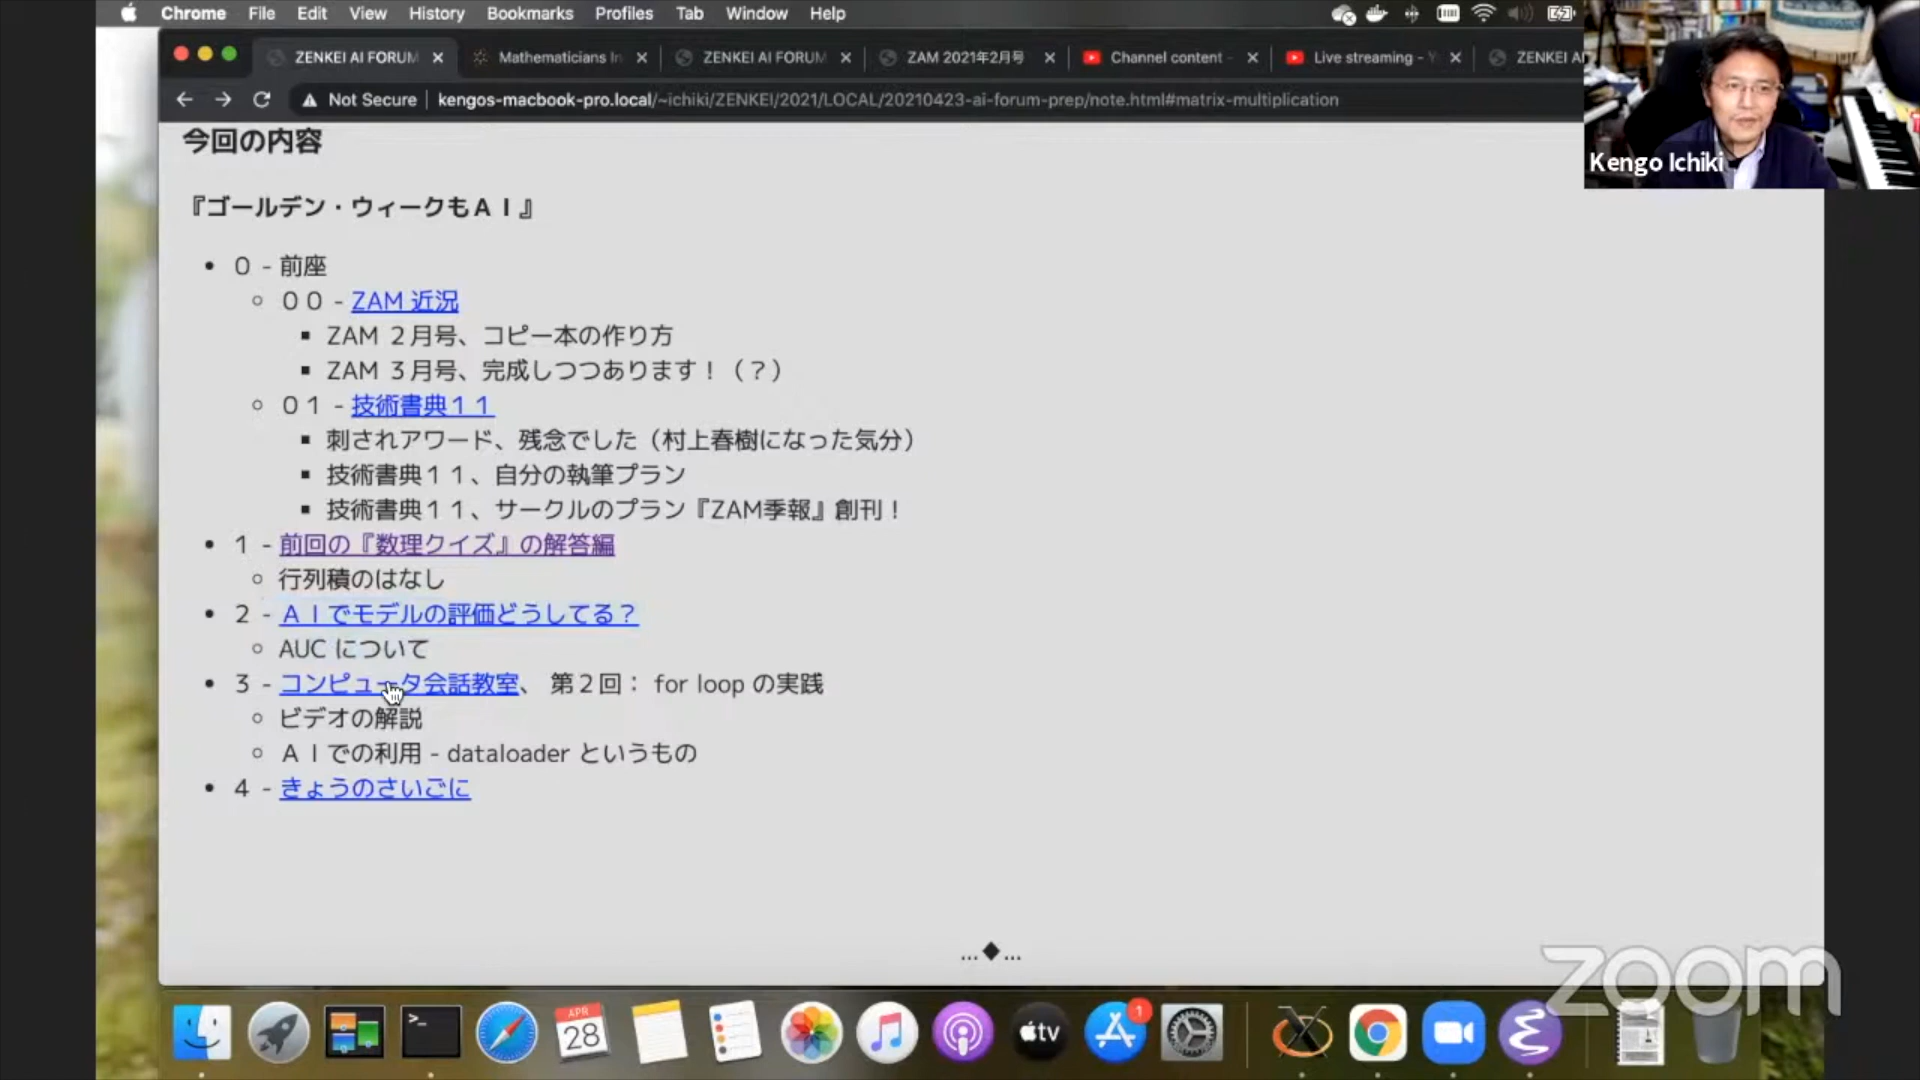 Chrome File Edit View History Bookmarks Profiles Tab Window Help
ZENKEI AI FORUM Mathematicians In ZENKEI AI FORUM ZAM 2021年2月号 Channel content - Live streaming - Y ZENKEI AI
Not Secure kengos-macbook-pro.local/~ichiki/ZENKEI/2021/LOCAL/20210423-ai-forum-prep/note.html#matrix-multiplication
Kengo Ichiki
今回の内容
『ゴールデン・ウィークもＡＩ』
• ０ - 前座
◦ ００ - ZAM 近況
▪ ZAM ２月号、コピー本の作り方
▪ ZAM ３月号、完成しつつあります！（？）
◦ ０１ - 技術書典１１
▪ 刺されアワード、残念でした（村上春樹になった気分）
▪ 技術書典１１、自分の執筆プラン
▪ 技術書典１１、サークルのプラン『ZAM季報』創刊！
• １ - 前回の『数理クイズ』の解答編
◦ 行列積のはなし
• ２ - ＡＩでモデルの評価どうしてる？
◦ AUC について
• ３ - コンピュータ会話教室、 第２回： for loop の実践
◦ ビデオの解説
◦ ＡＩでの利用 - dataloader というもの
• ４ - きょうのさいごに
...◆...
zoom
APR
28
tv
1